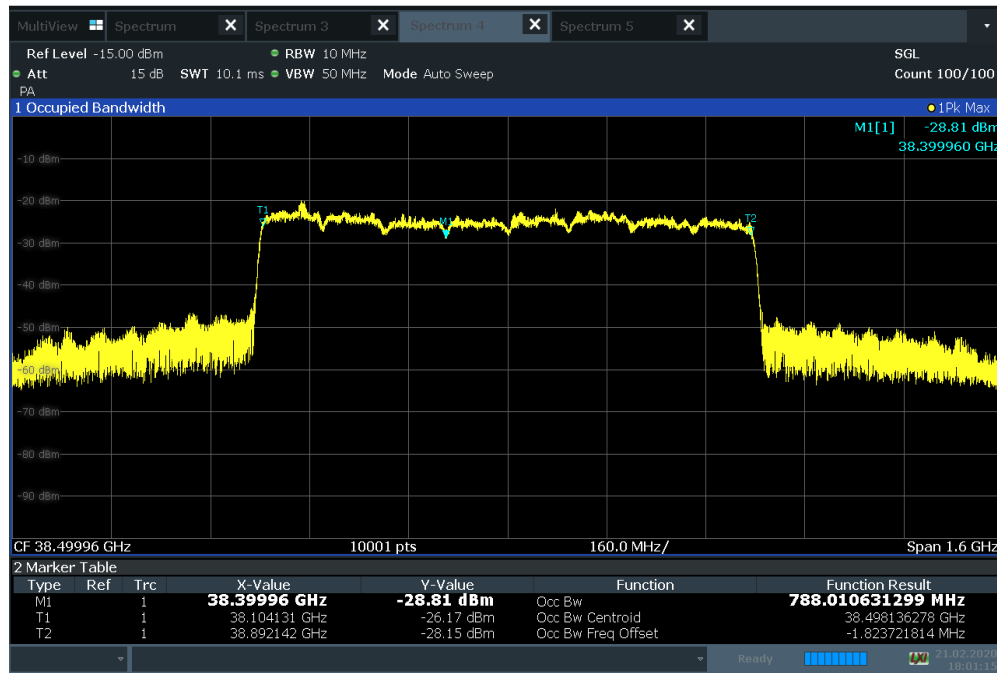 MultiView Spectrum X Spectrum 3 X Spectrum 4 X Spectrum 5 X
Ref Level -15.00 dBm RBW 10 MHz SGL
Att 15 dB SWT 10.1 ms VBW 50 MHz Mode Auto Sweep Count 100/100
PA
1 Occupied Bandwidth 1Pk Max
M1[1] -28.81 dBm
38.399960 GHz
-10 dBm
-20 dBm
T1 M1 T2
-30 dBm
-40 dBm
-50 dBm
-60 dBm
-70 dBm
-80 dBm
-90 dBm
CF 38.49996 GHz 10001 pts 160.0 MHz/ Span 1.6 GHz
2 Marker Table
Type Ref Trc X-Value Y-Value Function Function Result
M1 1 38.39996 GHz -28.81 dBm Occ Bw 788.010631299 MHz
T1 1 38.104131 GHz -26.17 dBm Occ Bw Centroid 38.498136278 GHz
T2 1 38.892142 GHz -28.15 dBm Occ Bw Freq Offset -1.823721814 MHz
Ready LXI 21.02.2020
18:01:15